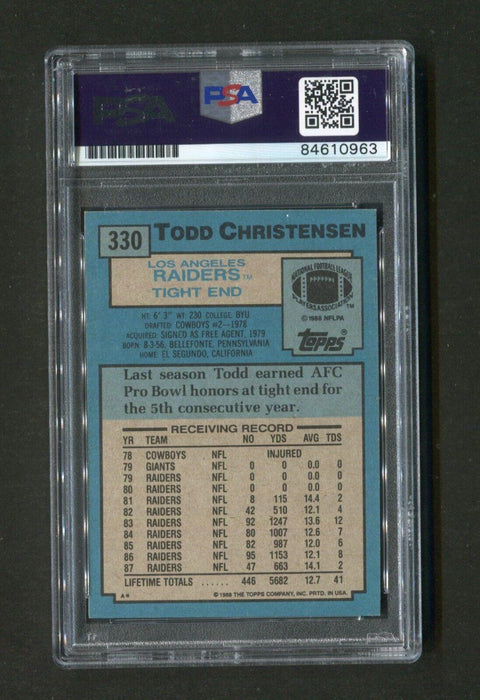 PSA
PSA
84610963
330
TODD CHRISTENSEN
LOS ANGELES
RAIDERS™
TIGHT END
NATIONAL FOOTBALL LEAGUE
PLAYERS ASSOCIATION™
©1988 NFLPA
Topps
HT: 6' 3" WT: 230 COLLEGE: BYU
DRAFTED: COWBOYS #2–1978
ACQUIRED: SIGNED AS FREE AGENT, 1979
BORN: 8-3-56, BELLEFONTE, PENNSYLVANIA
HOME: EL SEGUNDO, CALIFORNIA
Last season Todd earned AFC
Pro Bowl honors at tight end for
the 5th consecutive year.
RECEIVING RECORD
YR TEAM NO YDS AVG TDS
78 COWBOYS NFL INJURED
79 GIANTS NFL 0 0 0.0 0
79 RAIDERS NFL 0 0 0.0 0
80 RAIDERS NFL 0 0 0.0 0
81 RAIDERS NFL 8 115 14.4 2
82 RAIDERS NFL 42 510 12.1 4
83 RAIDERS NFL 92 1247 13.6 12
84 RAIDERS NFL 80 1007 12.6 7
85 RAIDERS NFL 82 987 12.0 6
86 RAIDERS NFL 95 1153 12.1 8
87 RAIDERS NFL 47 663 14.1 2
LIFETIME TOTALS ...... 446 5682 12.7 41
A* ©1988 THE TOPPS COMPANY, INC. PRTD. IN USA.